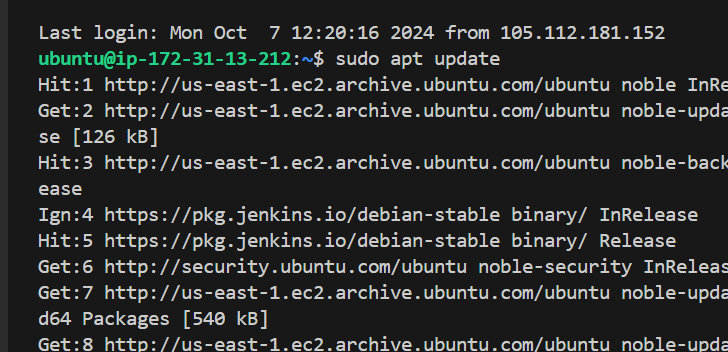 Last login: Mon Oct  7 12:20:16 2024 from 105.112.181.152
ubuntu@ip-172-31-13-212:~$ sudo apt update
Hit:1 http://us-east-1.ec2.archive.ubuntu.com/ubuntu noble InRe
Get:2 http://us-east-1.ec2.archive.ubuntu.com/ubuntu noble-upda
se [126 kB]
Hit:3 http://us-east-1.ec2.archive.ubuntu.com/ubuntu noble-back
ease
Ign:4 https://pkg.jenkins.io/debian-stable binary/ InRelease
Hit:5 https://pkg.jenkins.io/debian-stable binary/ Release
Get:6 http://security.ubuntu.com/ubuntu noble-security InReleas
Get:7 http://us-east-1.ec2.archive.ubuntu.com/ubuntu noble-upda
d64 Packages [540 kB]
Get:8 http://us-east-1.ec2.archive.ubuntu.com/ubuntu noble-upda